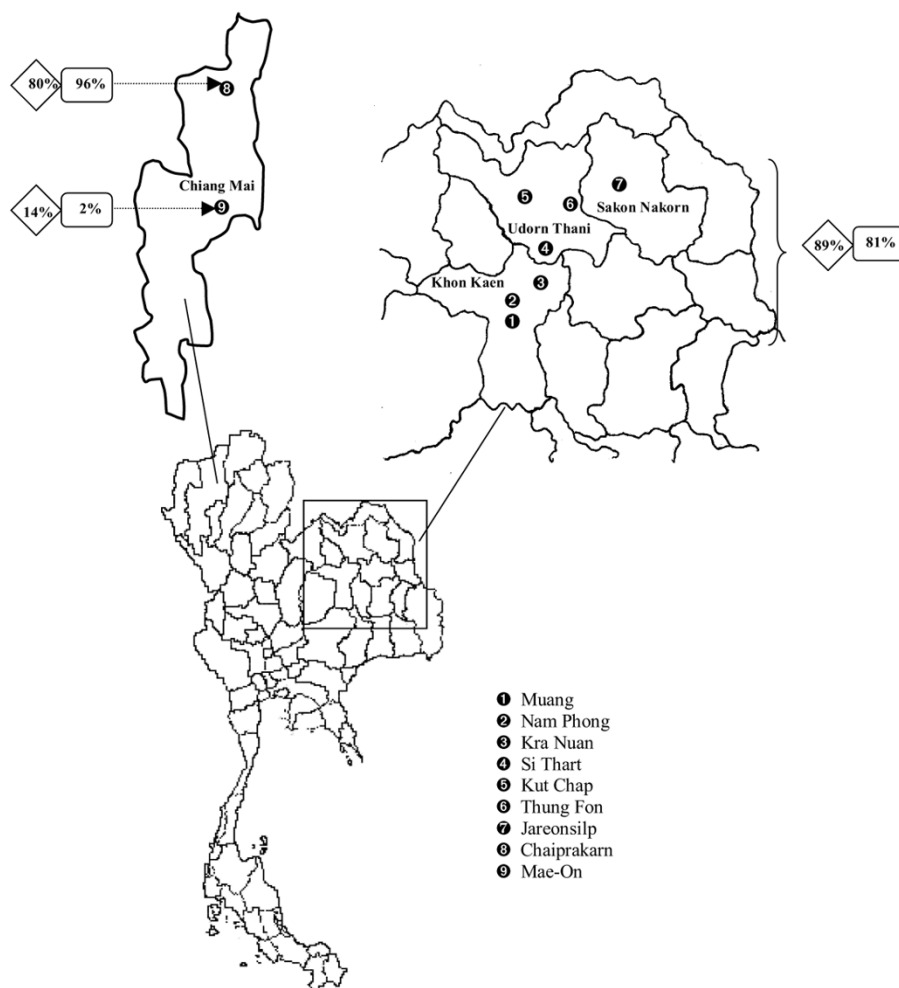 80% 96%
❽
Chiang Mai
14% 2%
❾
❺
❻
❼
Sakon Nakorn
Udorn Thani
❹
89% 81%
Khon Kaen
❸
❷
❶
❶ Muang
❷ Nam Phong
❸ Kra Nuan
❹ Si Thart
❺ Kut Chap
❻ Thung Fon
❼ Jareonsilp
❽ Chaiprakarn
❾ Mae-On